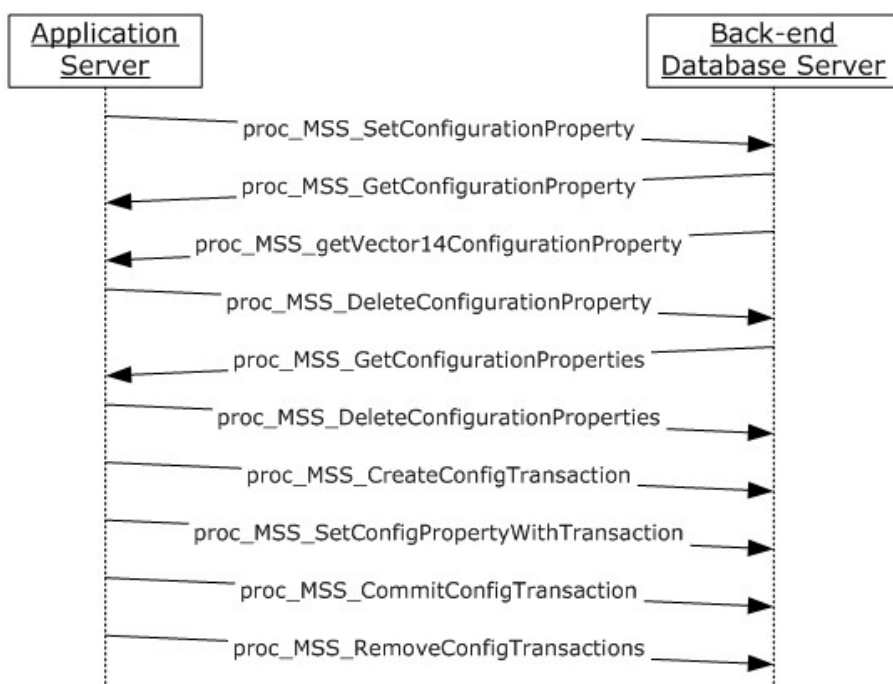 Application
Server
Back-end
Database Server
proc_MSS_SetConfigurationProperty
proc_MSS_GetConfigurationProperty
proc_MSS_getVector14ConfigurationProperty
proc_MSS_DeleteConfigurationProperty
proc_MSS_GetConfigurationProperties
proc_MSS_DeleteConfigurationProperties
proc_MSS_CreateConfigTransaction
proc_MSS_SetConfigPropertyWithTransaction
proc_MSS_CommitConfigTransaction
proc_MSS_RemoveConfigTransactions